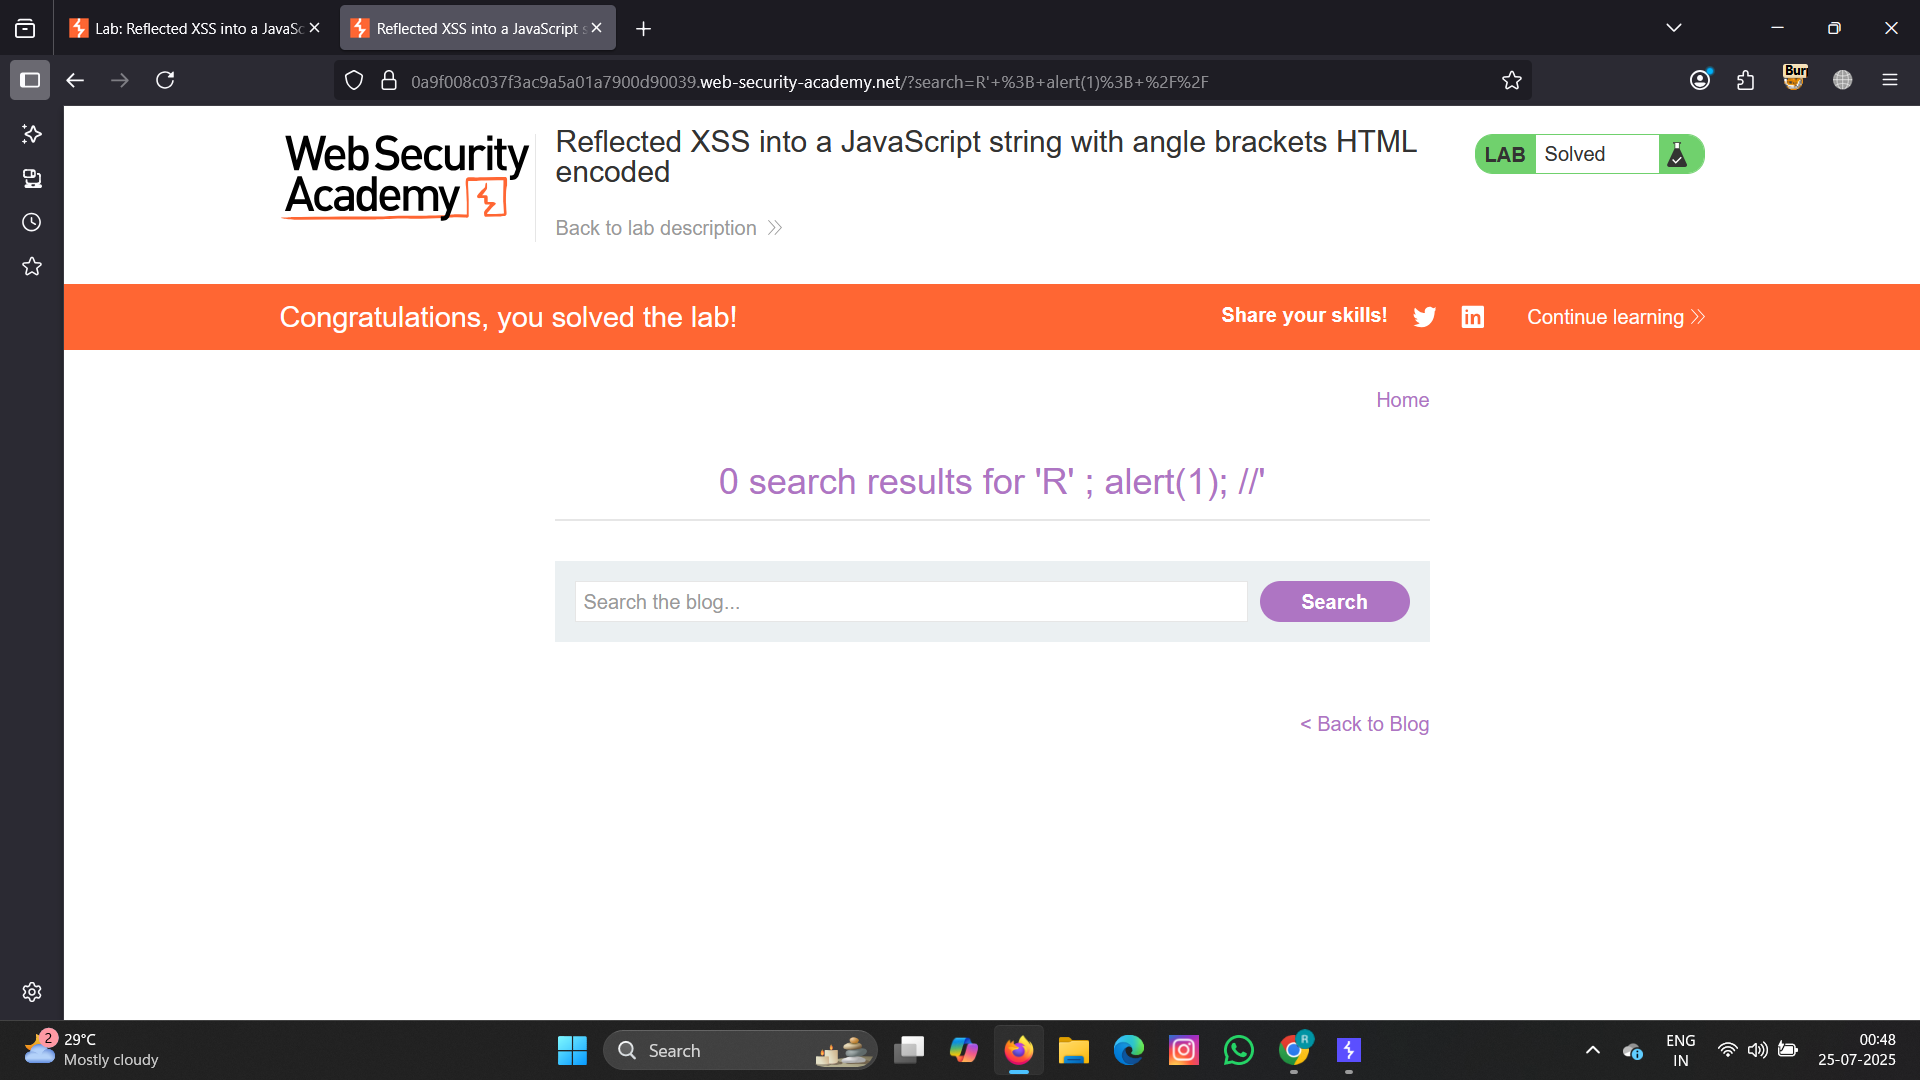 Lab: Reflected XSS into a JavaSc
Reflected XSS into a JavaScript s
0a9f008c037f3ac9a5a01a7900d90039.web-security-academy.net/?search=R'+%3B+alert(1)%3B+%2F%2F
Bur
Web Security
Academy
Reflected XSS into a JavaScript string with angle brackets HTML
encoded
Back to lab description
LAB Solved
Congratulations, you solved the lab!
Share your skills!
Continue learning
Home
0 search results for 'R' ; alert(1); //'
Search the blog...
Search
< Back to Blog
2
29°C
Mostly cloudy
Search
R
ENG
IN
00:48
25-07-2025